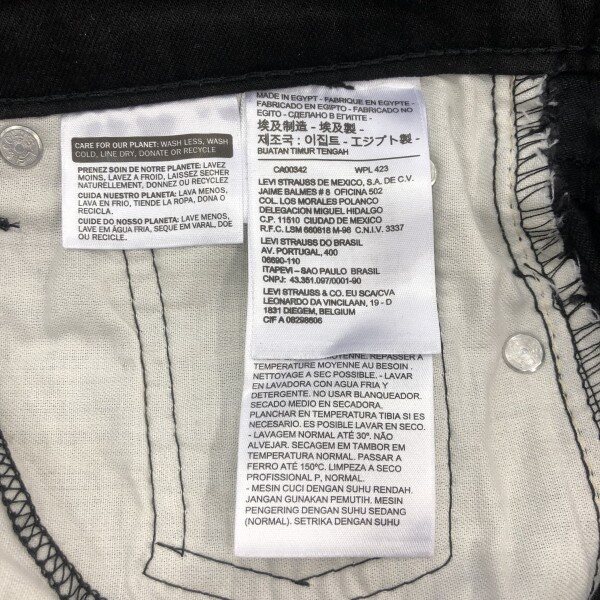 CARE FOR OUR PLANET: WASH LESS, WASH
COLD, LINE DRY, DONATE OR RECYCLE
PRENEZ SOIN DE NOTRE PLANETE: LAVEZ
MOINS, LAVEZ A FROID, LAISSEZ SECHER
NATURELLEMENT, DONNEZ OU RECYCLEZ
CUIDA NUESTRO PLANETA: LAVA MENOS,
LAVA EN FRIO, TIENDE LA ROPA, DONA O
RECICLA.
CUIDE DO NOSSO PLANETA: LAVE MENOS,
LAVE EM ÁGUA FRIA, SEQUE EM VARAL, DOE
OU RECICLE
MADE IN EGYPT - FABRIQUE EN EGYPTE -
FABRICADO EN EGIPTO - FABRICADO NO
EGITO - СДЕЛАНО В ЕГИПТЕ -
埃及制造 - 埃及製 -
제조국 : 이집트 - エジプト製 -
BUATAN TIMUR TENGAH
CA00342 WPL 423
LEVI STRAUSS DE MEXICO, S.A. DE C.V.
JAIME BALMES # 8 OFICINA 502
COL. LOS MORALES POLANCO
DELEGACION MIGUEL HIDALGO
C.P. 11510 CIUDAD DE MEXICO
R.F.C. LSM 660818 M-96 C.N.I.V. 3337
LEVI STRAUSS DO BRASIL
AV. PORTUGAL, 400
06690-110
ITAPEVI – SAO PAULO BRASIL
CNPJ: 43.351.097/0001-90
LEVI STRAUSS & CO. EU SCA/CVA
LEONARDO DA VINCILAAN, 19 - D
1831 DIEGEM, BELGIUM
CIF A 08298606
MOYENNE. REPASSER A
TEMPERATURE MOYENNE AU BESOIN .
NETTOYAGE A SEC POSSIBLE. - LAVAR
EN LAVADORA CON AGUA FRIA Y
DETERGENTE. NO USAR BLANQUEADOR.
SECADO MEDIO EN SECADORA.
PLANCHAR EN TEMPERATURA TIBIA SI ES
NECESARIO. ES POSIBLE LAVAR EN SECO.
- LAVAGEM NORMAL ATÉ 30º. NÃO
ALVEJAR. SECAGEM EM TAMBOR EM
TEMPERATURA NORMAL. PASSAR A
FERRO ATÉ 150ºC. LIMPEZA A SECO
PROFISSIONAL P, NORMAL.
- MESIN CUCI DENGAN SUHU RENDAH.
JANGAN GUNAKAN PEMUTIH. MESIN
PENGERING DENGAN SUHU SEDANG
(NORMAL). SETRIKA DENGAN SUHU